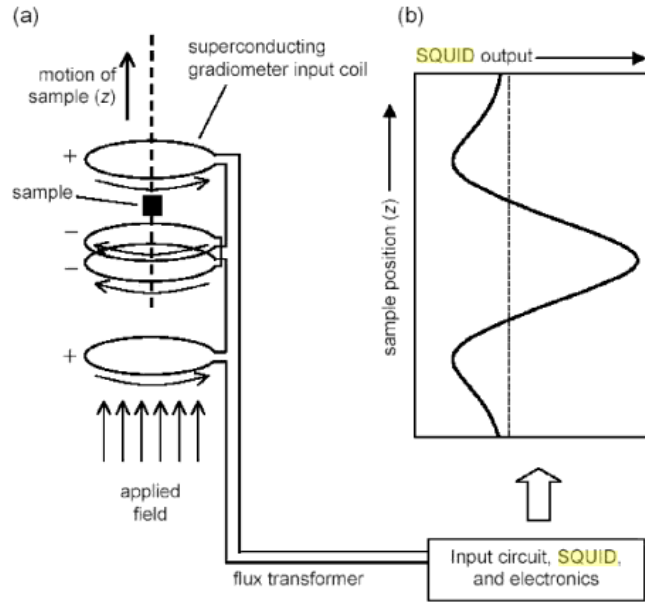 (a)
superconducting
gradiometer input coil
motion of
sample (z)
+
sample
−
−
+
applied
field
flux transformer
(b)
SQUID output
sample position (z)
Input circuit, SQUID,
and electronics